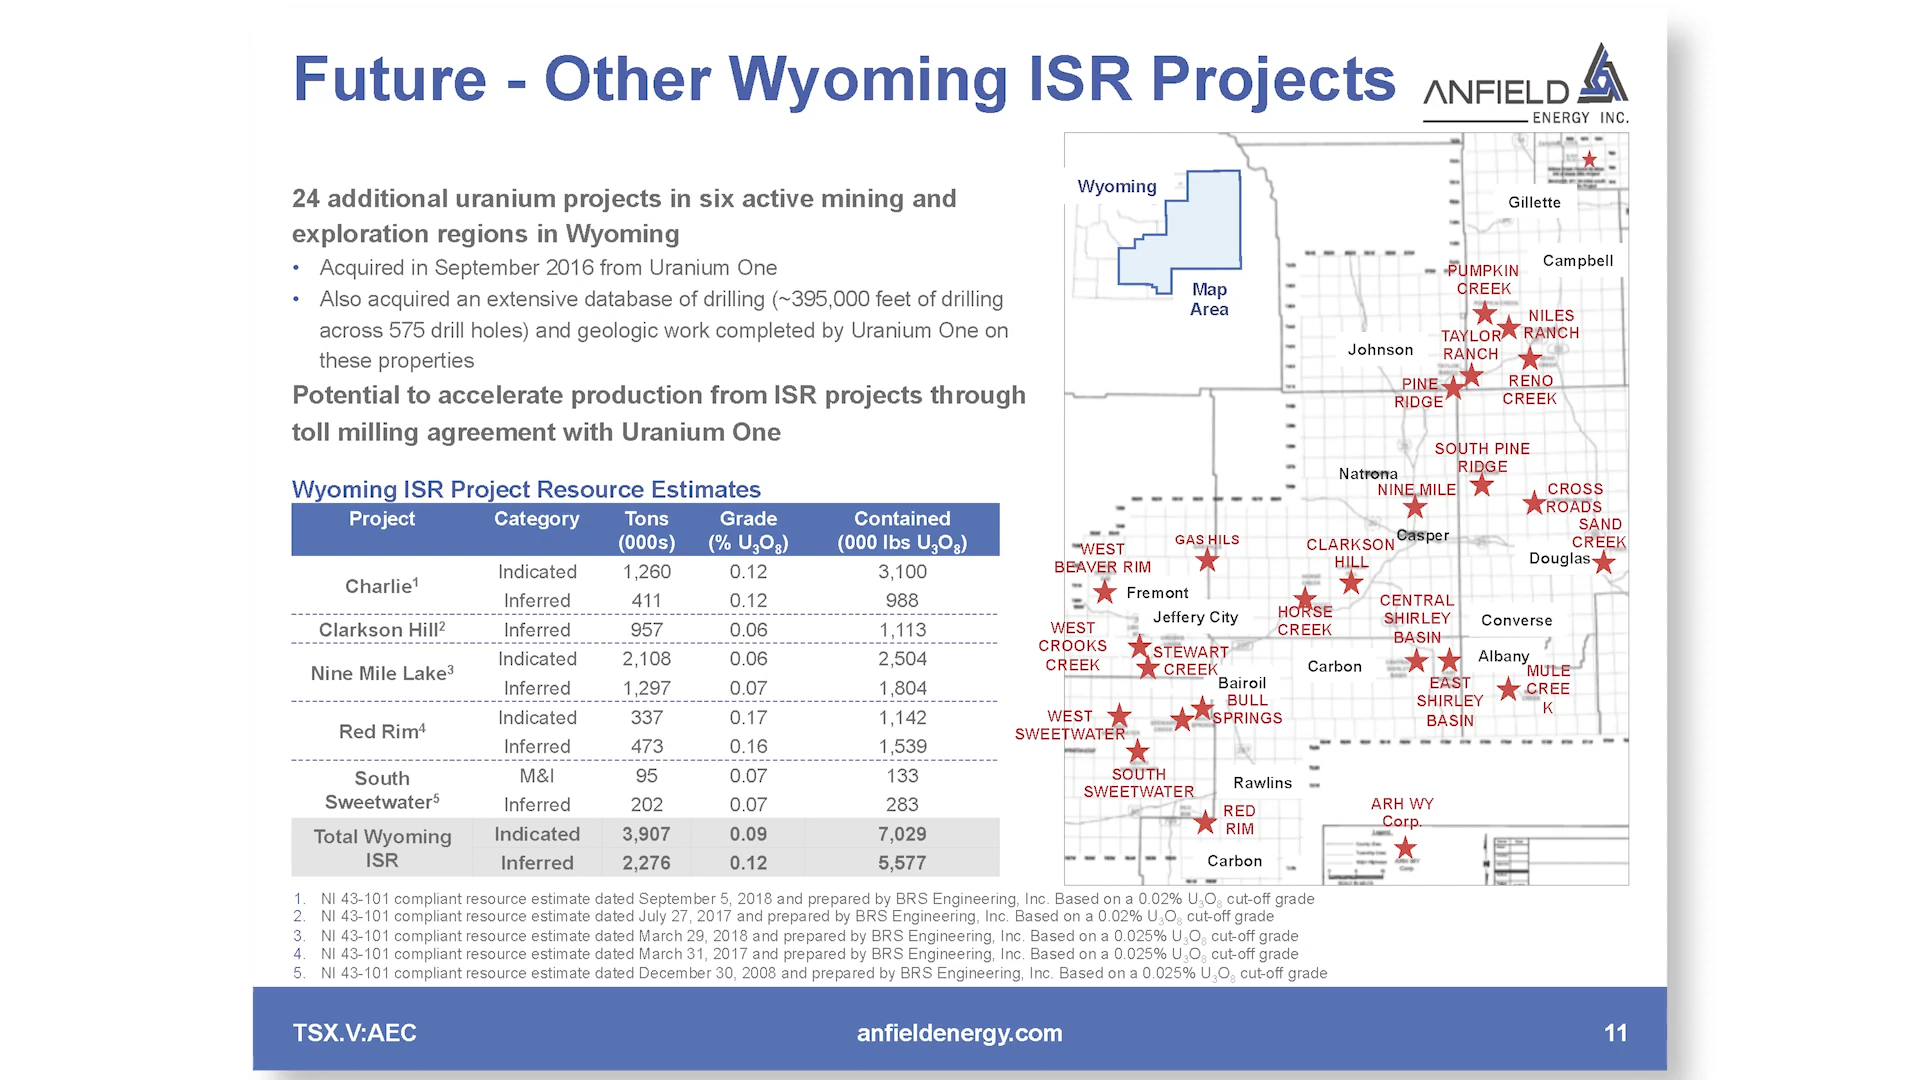 Future - Other Wyoming ISR Projects
ANFIELD
ENERGY INC.
24 additional uranium projects in six active mining and
exploration regions in Wyoming
• Acquired in September 2016 from Uranium One
• Also acquired an extensive database of drilling (~395,000 feet of drilling
across 575 drill holes) and geologic work completed by Uranium One on
these properties
Potential to accelerate production from ISR projects through
toll milling agreement with Uranium One
Wyoming ISR Project Resource Estimates
Project Category Tons (000s) Grade (% U3O8) Contained (000 lbs U3O8)
Charlie1 Indicated 1,260 0.12 3,100
Inferred 411 0.12 988
Clarkson Hill2 Inferred 957 0.06 1,113
Nine Mile Lake3 Indicated 2,108 0.06 2,504
Inferred 1,297 0.07 1,804
Red Rim4 Indicated 337 0.17 1,142
Inferred 473 0.16 1,539
South Sweetwater5 M&I 95 0.07 133
Inferred 202 0.07 283
Total Wyoming ISR Indicated 3,907 0.09 7,029
Inferred 2,276 0.12 5,577
Wyoming
Map
Area
Gillette
Campbell
PUMPKIN
CREEK
NILES
RANCH
TAYLOR
RANCH
Johnson
PINE
RIDGE
RENO
CREEK
SOUTH PINE
RIDGE
Natrona
NINE MILE
CROSS
ROADS
SAND
CREEK
Casper
Douglas
GAS HILS
CLARKSON
HILL
WEST
BEAVER RIM
Fremont
Jeffery City
HORSE
CREEK
CENTRAL
SHIRLEY
BASIN
Converse
WEST
CROOKS
CREEK
STEWART
CREEK
Carbon
Albany
MULE
CREE
K
EAST
SHIRLEY
BASIN
Bairoil
BULL
SPRINGS
WEST
SWEETWATER
SOUTH
SWEETWATER
Rawlins
RED
RIM
ARH WY
Corp.
Carbon
1. NI 43-101 compliant resource estimate dated September 5, 2018 and prepared by BRS Engineering, Inc. Based on a 0.02% U3O8 cut-off grade
2. NI 43-101 compliant resource estimate dated July 27, 2017 and prepared by BRS Engineering, Inc. Based on a 0.02% U3O8 cut-off grade
3. NI 43-101 compliant resource estimate dated March 29, 2018 and prepared by BRS Engineering, Inc. Based on a 0.025% U3O8 cut-off grade
4. NI 43-101 compliant resource estimate dated March 31, 2017 and prepared by BRS Engineering, Inc. Based on a 0.025% U3O8 cut-off grade
5. NI 43-101 compliant resource estimate dated December 30, 2008 and prepared by BRS Engineering, Inc. Based on a 0.025% U3O8 cut-off grade
TSX.V:AEC
anfieldenergy.com
11